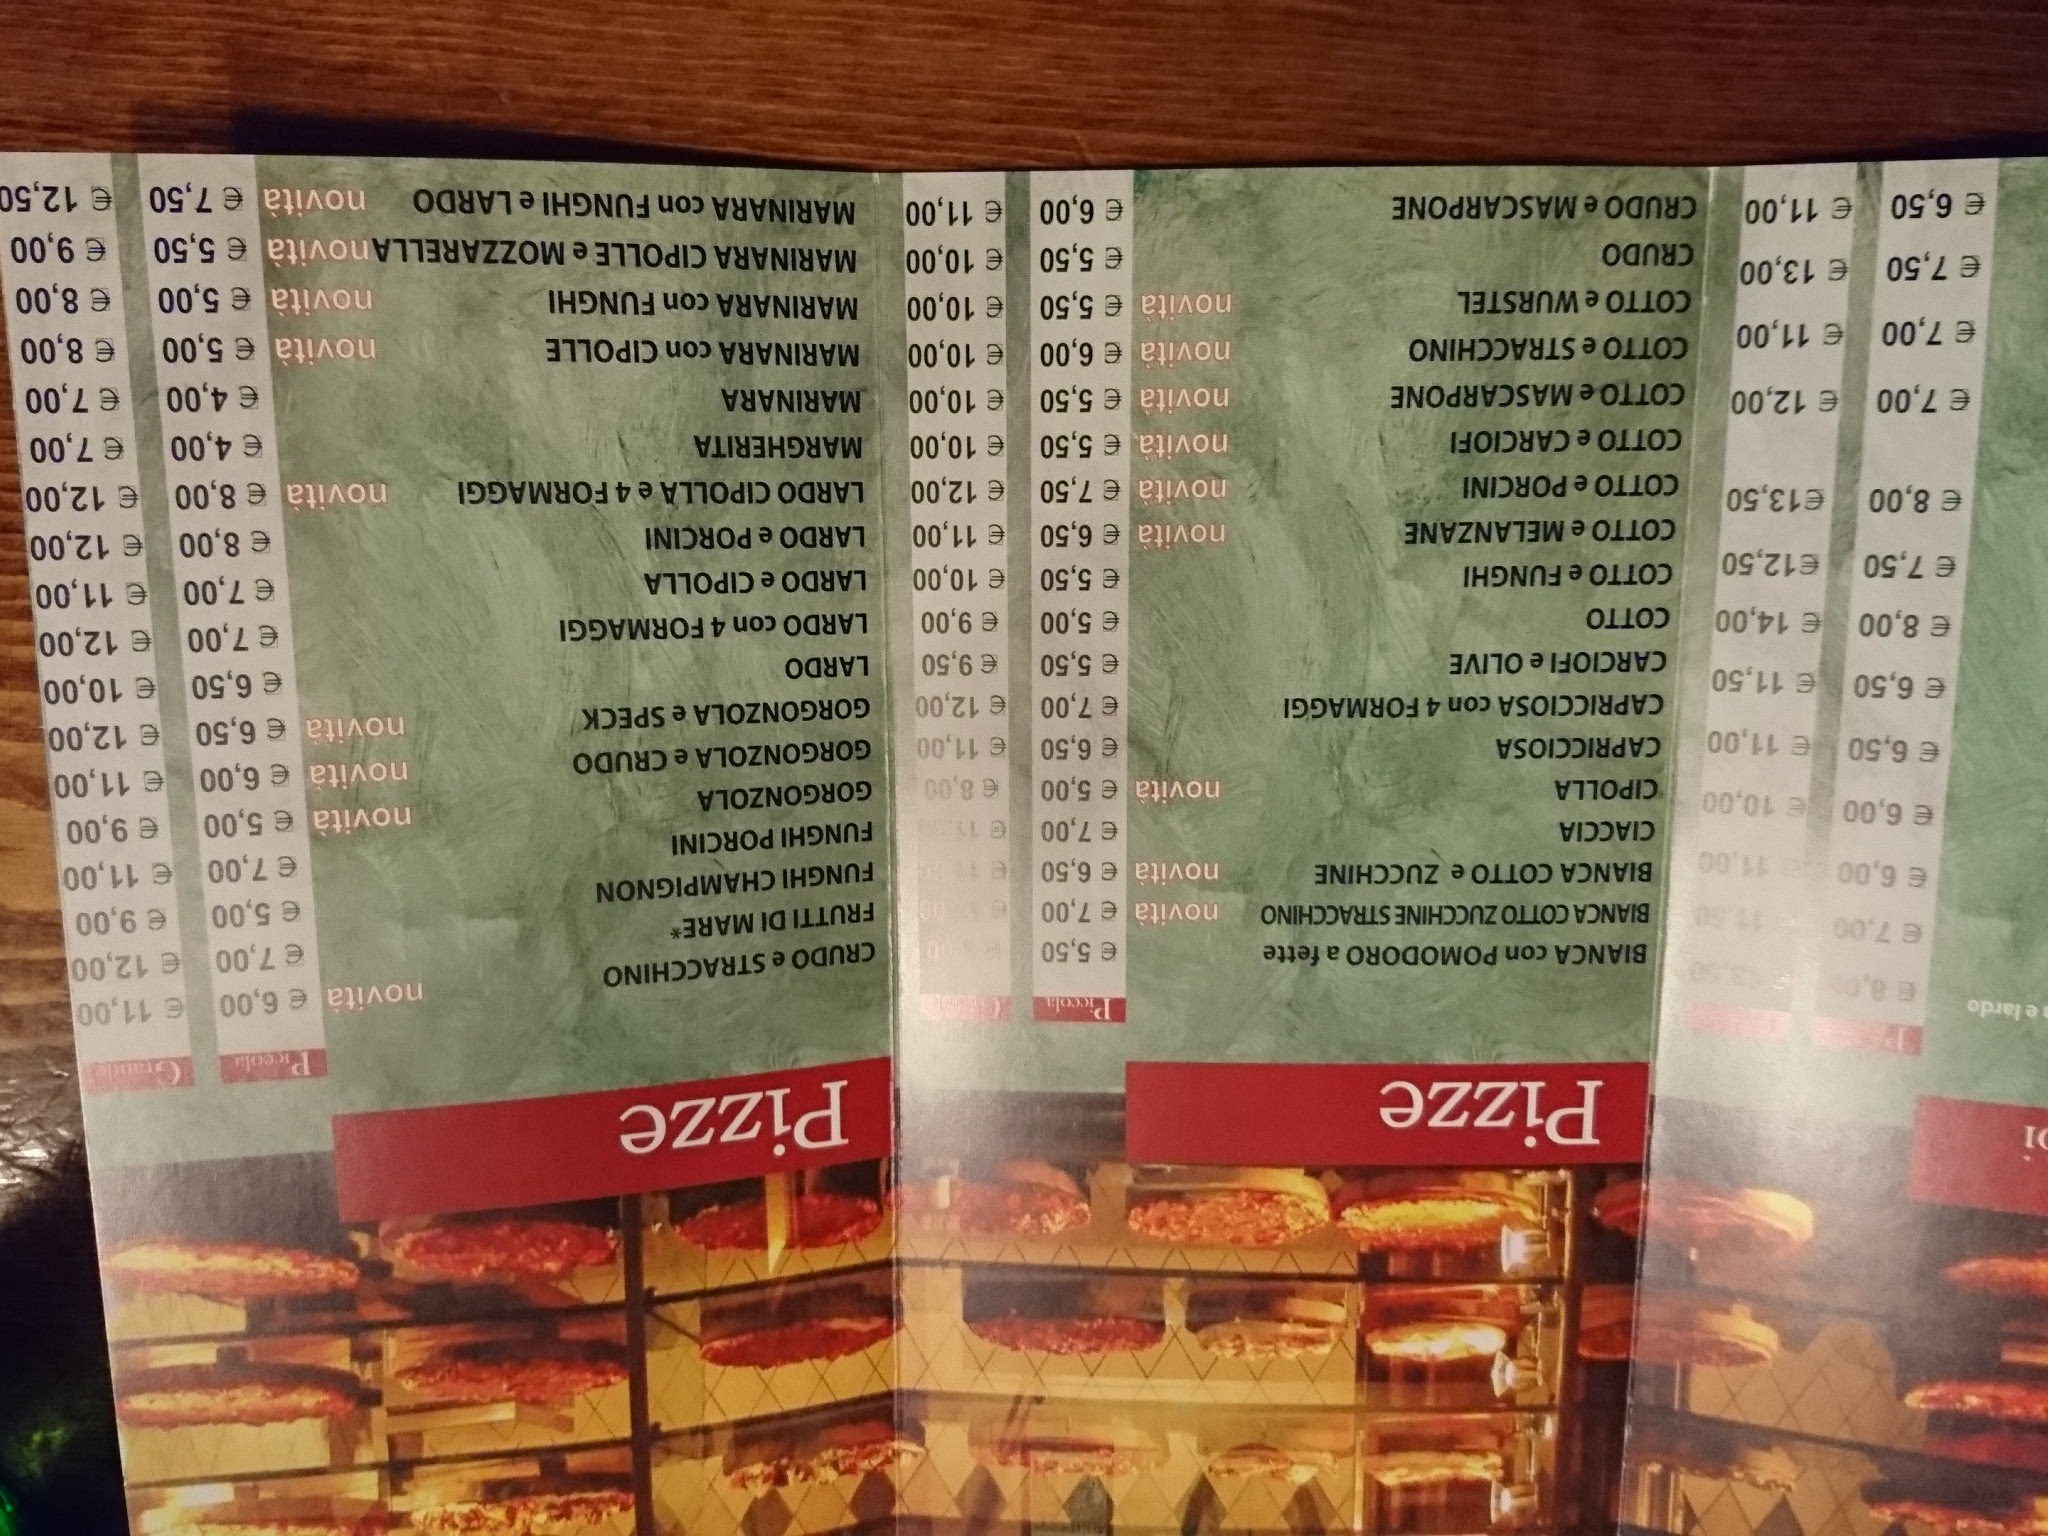 e lardo
€ 8,00
€ 7,00 € 11,50
€ 6,00 € 11,00
€ 6,00 € 10,00
€ 6,50 € 11,00
€ 6,50 € 11,50
€ 8,00 € 14,00
€ 7,50 €12,50
€ 8,00 €13,50
€ 7,00 € 12,00
€ 7,00 € 11,00
€ 7,50 € 13,00
€ 6,50 € 11,00
Pizze
Piccola Grande
BIANCA con POMODORO a fette € 5,50
BIANCA COTTO ZUCCHINE STRACCHINO novità € 7,00
BIANCA COTTO e ZUCCHINE novità € 6,50
CIACCIA € 7,00
CIPOLLA novità € 5,00 € 8,00
CAPRICCIOSA € 6,50 € 11,00
CAPRICCIOSA con 4 FORMAGGI € 7,00 € 12,00
CARCIOFI e OLIVE € 5,50 € 9,50
COTTO € 5,00 € 9,00
COTTO e FUNGHI € 5,50 € 10,00
COTTO e MELANZANE novità € 6,50 € 11,00
COTTO e PORCINI novità € 7,50 € 12,00
COTTO e CARCIOFI novità € 5,50 € 10,00
COTTO e MASCARPONE novità € 5,50 € 10,00
COTTO e STRACCHINO novità € 6,00 € 10,00
COTTO e WURSTEL novità € 5,50 € 10,00
CRUDO € 5,50 € 10,00
CRUDO e MASCARPONE € 6,00 € 11,00
Pizze
Piccola Grande
CRUDO e STRACCHINO novità € 6,00 € 11,00
FRUTTI DI MARE* € 7,00 € 12,00
FUNGHI CHAMPIGNON € 5,00 € 9,00
FUNGHI PORCINI € 7,00 € 11,00
GORGONZOLA novità € 5,00 € 9,00
GORGONZOLA e CRUDO novità € 6,00 € 11,00
GORGONZOLA e SPECK novità € 6,50 € 12,00
LARDO € 6,50 € 10,00
LARDO con 4 FORMAGGI € 7,00 € 12,00
LARDO e CIPOLLA € 7,00 € 11,00
LARDO e PORCINI € 8,00 € 12,00
LARDO CIPOLLA e 4 FORMAGGI novità € 8,00 € 12,00
MARGHERITA € 4,00 € 7,00
MARINARA € 4,00 € 7,00
MARINARA con CIPOLLE novità € 5,00 € 8,00
MARINARA con FUNGHI novità € 5,00 € 8,00
MARINARA CIPOLLE e MOZZARELLA novità € 5,50 € 9,00
MARINARA con FUNGHI e LARDO novità € 7,50 € 12,50